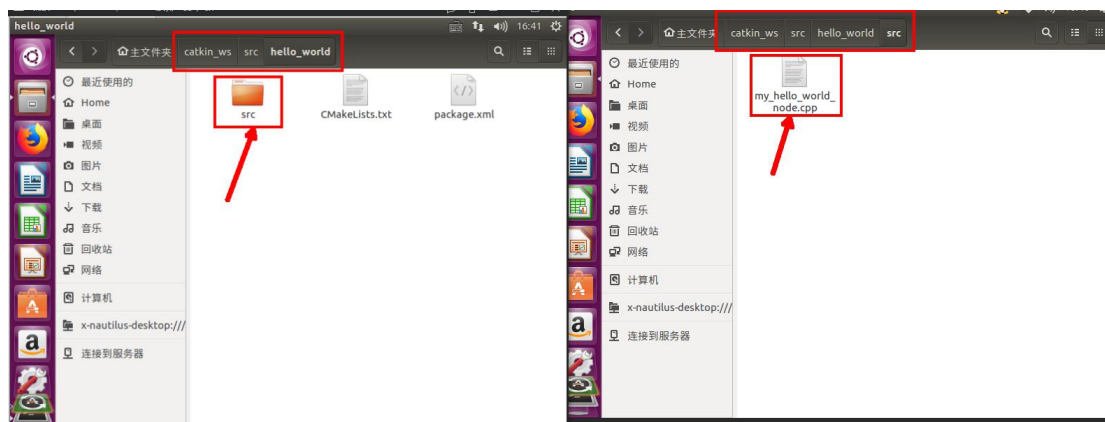 hello_world
16:41
主文件夹 catkin_ws src hello_world
最近使用的
Home
桌面
视频
图片
文档
下载
音乐
回收站
网络
计算机
x-nautilus-desktop:///
连接到服务器
src
CMakeLists.txt
package.xml
主文件夹 catkin_ws src hello_world src
最近使用的
Home
桌面
视频
图片
文档
下载
音乐
回收站
网络
计算机
x-nautilus-desktop:///
连接到服务器
my_hello_world_
node.cpp